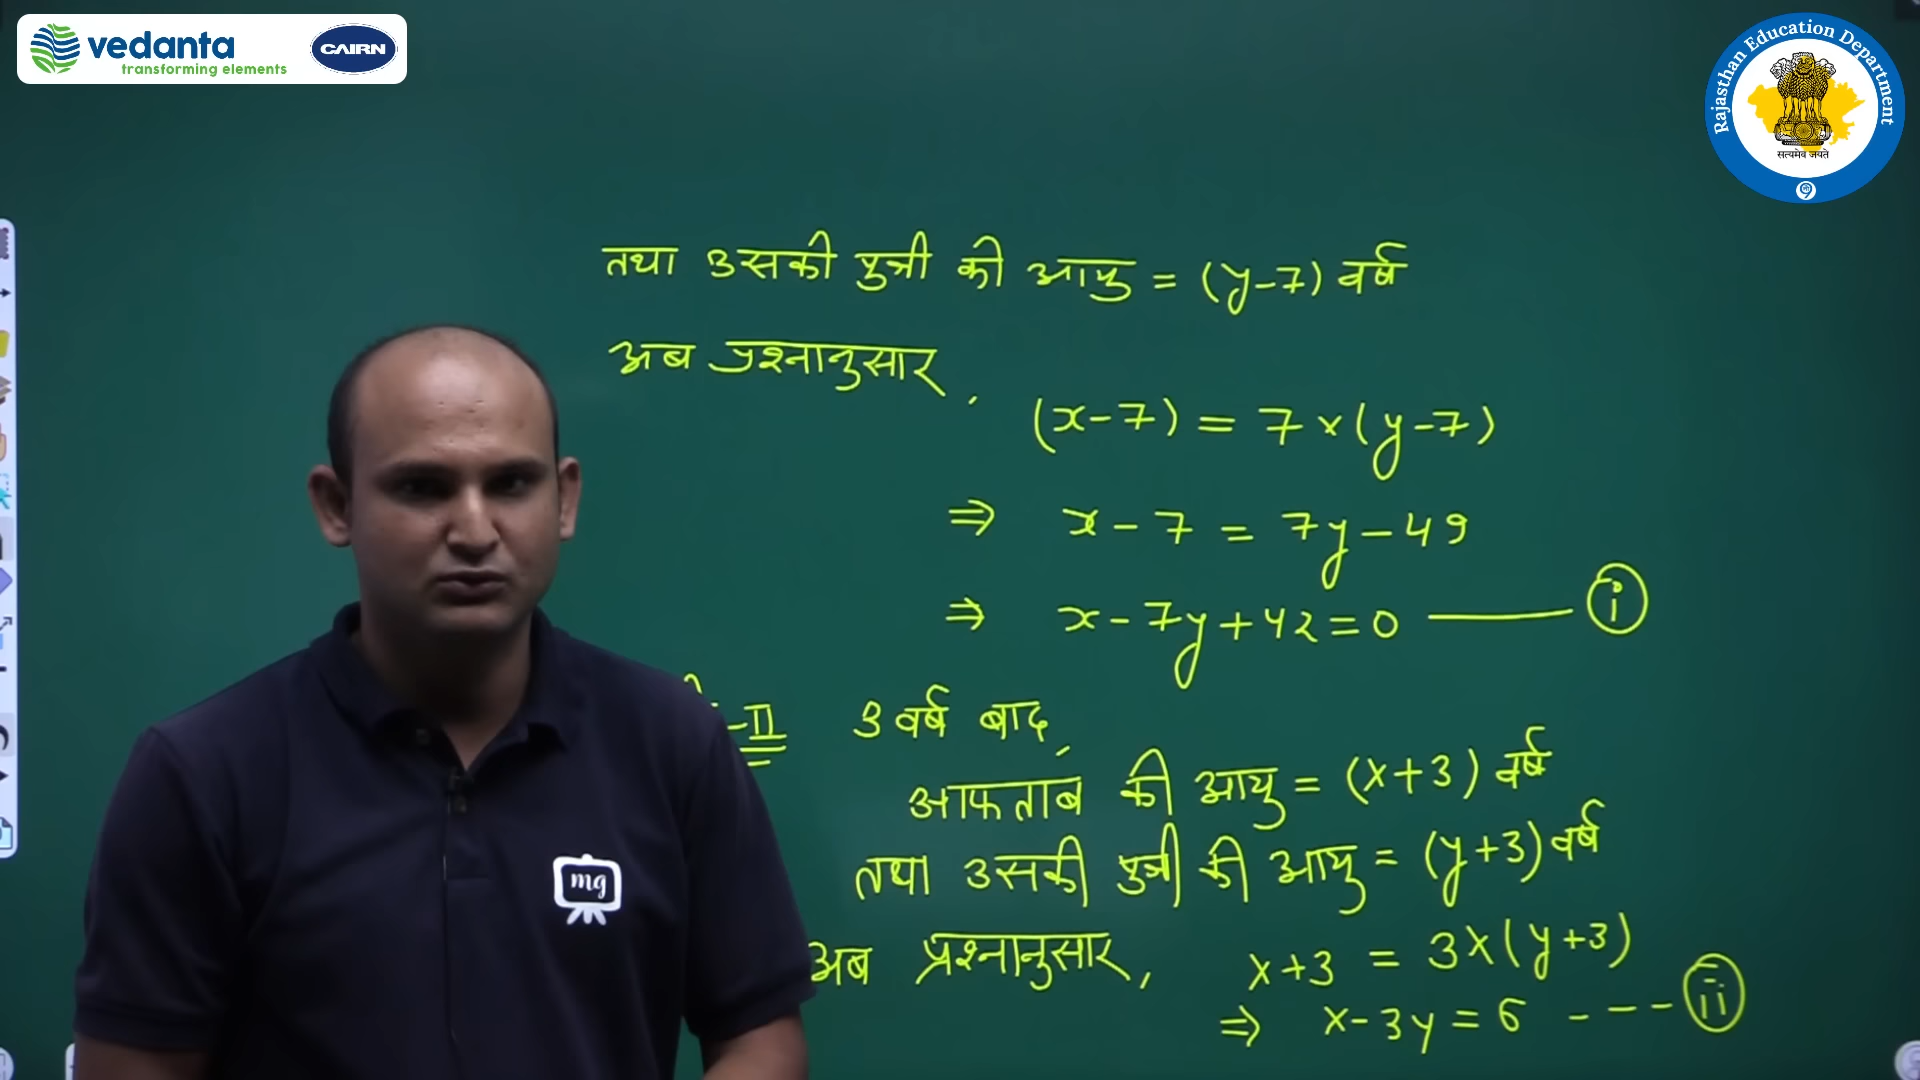 vedanta
transforming elements
CAIRN
Rajasthan Education Department
सत्यमेव जयते
तथा उसकी पुत्री की आयु = (y-7) वर्ष
अब प्रश्नानुसार,
(x-7) = 7×(y-7)
⇒ x-7 = 7y-49
⇒ x-7y+42=0 ——— (i)
-II 3 वर्ष बाद,
आफताब की आयु = (x+3) वर्ष
तथा उसकी पुत्री की आयु = (y+3) वर्ष
अब प्रश्नानुसार, x+3 = 3×(y+3)
⇒ x-3y = 6 - - - (ii)
mg